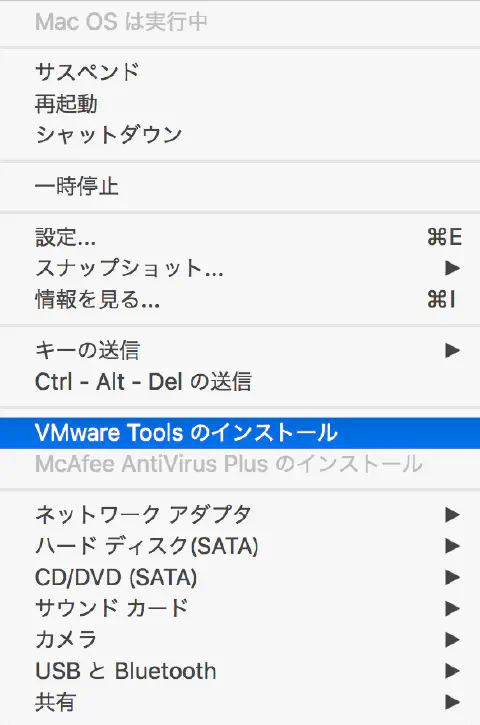 Mac OS は実行中
サスペンド
再起動
シャットダウン
一時停止
設定... ⌘E
スナップショット... ▶
情報を見る... ⌘I
キーの送信 ▶
Ctrl - Alt - Del の送信
VMware Tools のインストール
McAfee AntiVirus Plus のインストール
ネットワーク アダプタ ▶
ハード ディスク(SATA) ▶
CD/DVD (SATA) ▶
サウンド カード ▶
カメラ ▶
USB と Bluetooth ▶
共有 ▶